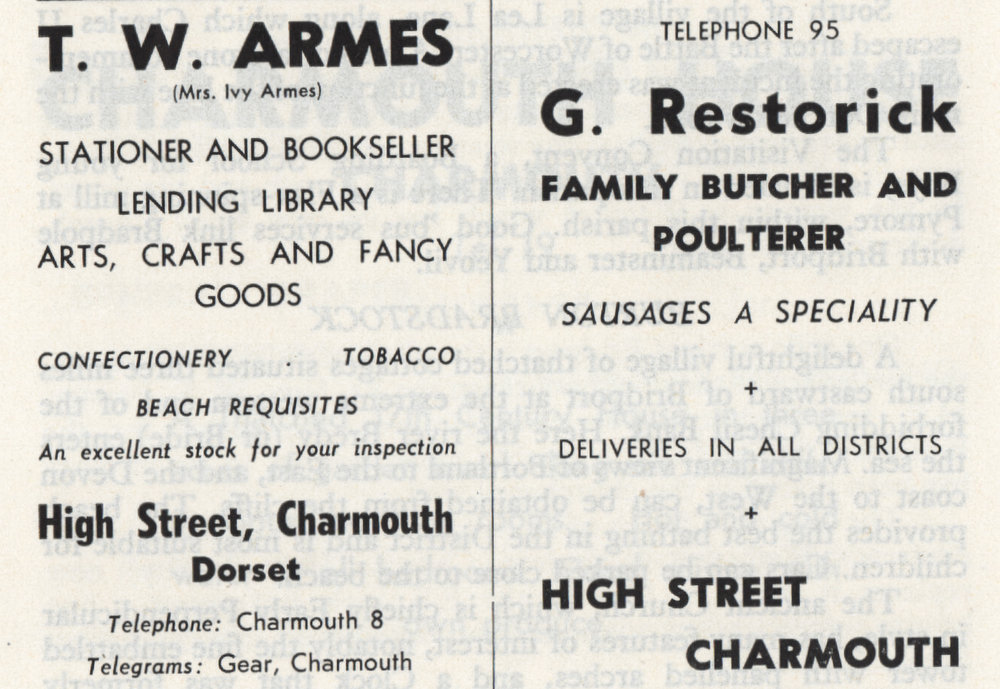 T. W ARMES
(Mrs. Ivy Armes)
STATIONER AND BOOKSELLER
LENDING LIBRARY
ARTS, CRAFTS AND FANCY
GOODS
CONFECTIONERY . TOBACCO
BEACH REQUISITES
An excellent stock for your inspection
High Street, Charmouth
Dorset
Telephone: Charmouth 8
Telegrams: Gear, Charmouth
TELEPHONE 95
G. Restorick
FAMILY BUTCHER AND
POULTERER
SAUSAGES A SPECIALITY
+
DELIVERIES IN ALL DISTRICTS
+
HIGH STREET
CHARMOUTH